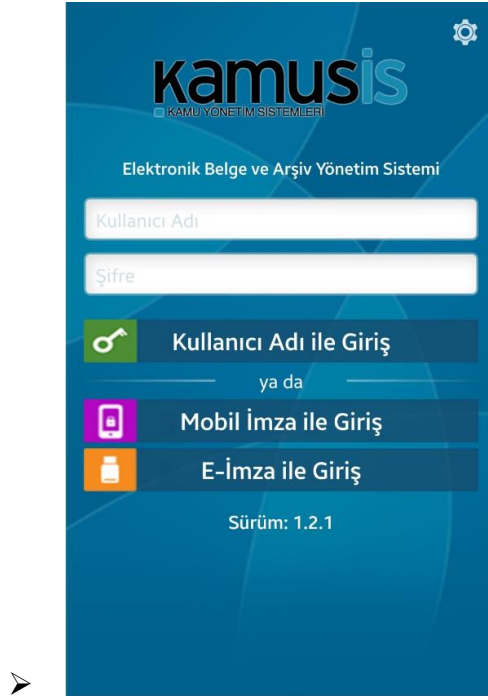 Kamusis
KAMU YÖNETİM SİSTEMLERİ
Elektronik Belge ve Arşiv Yönetim Sistemi
Kullanıcı Adı
Şifre
Kullanıcı Adı ile Giriş
ya da
Mobil İmza ile Giriş
E-İmza ile Giriş
Sürüm: 1.2.1